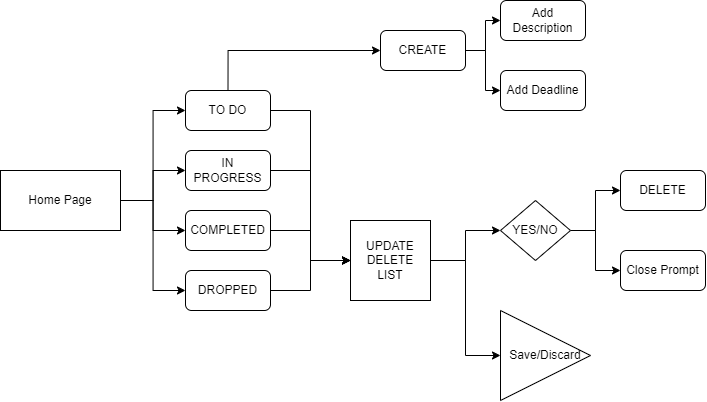 Add
Description
CREATE
Add Deadline
TO DO
IN
PROGRESS
Home Page
COMPLETED
DROPPED
UPDATE
DELETE
LIST
YES/NO
DELETE
Close Prompt
Save/Discard